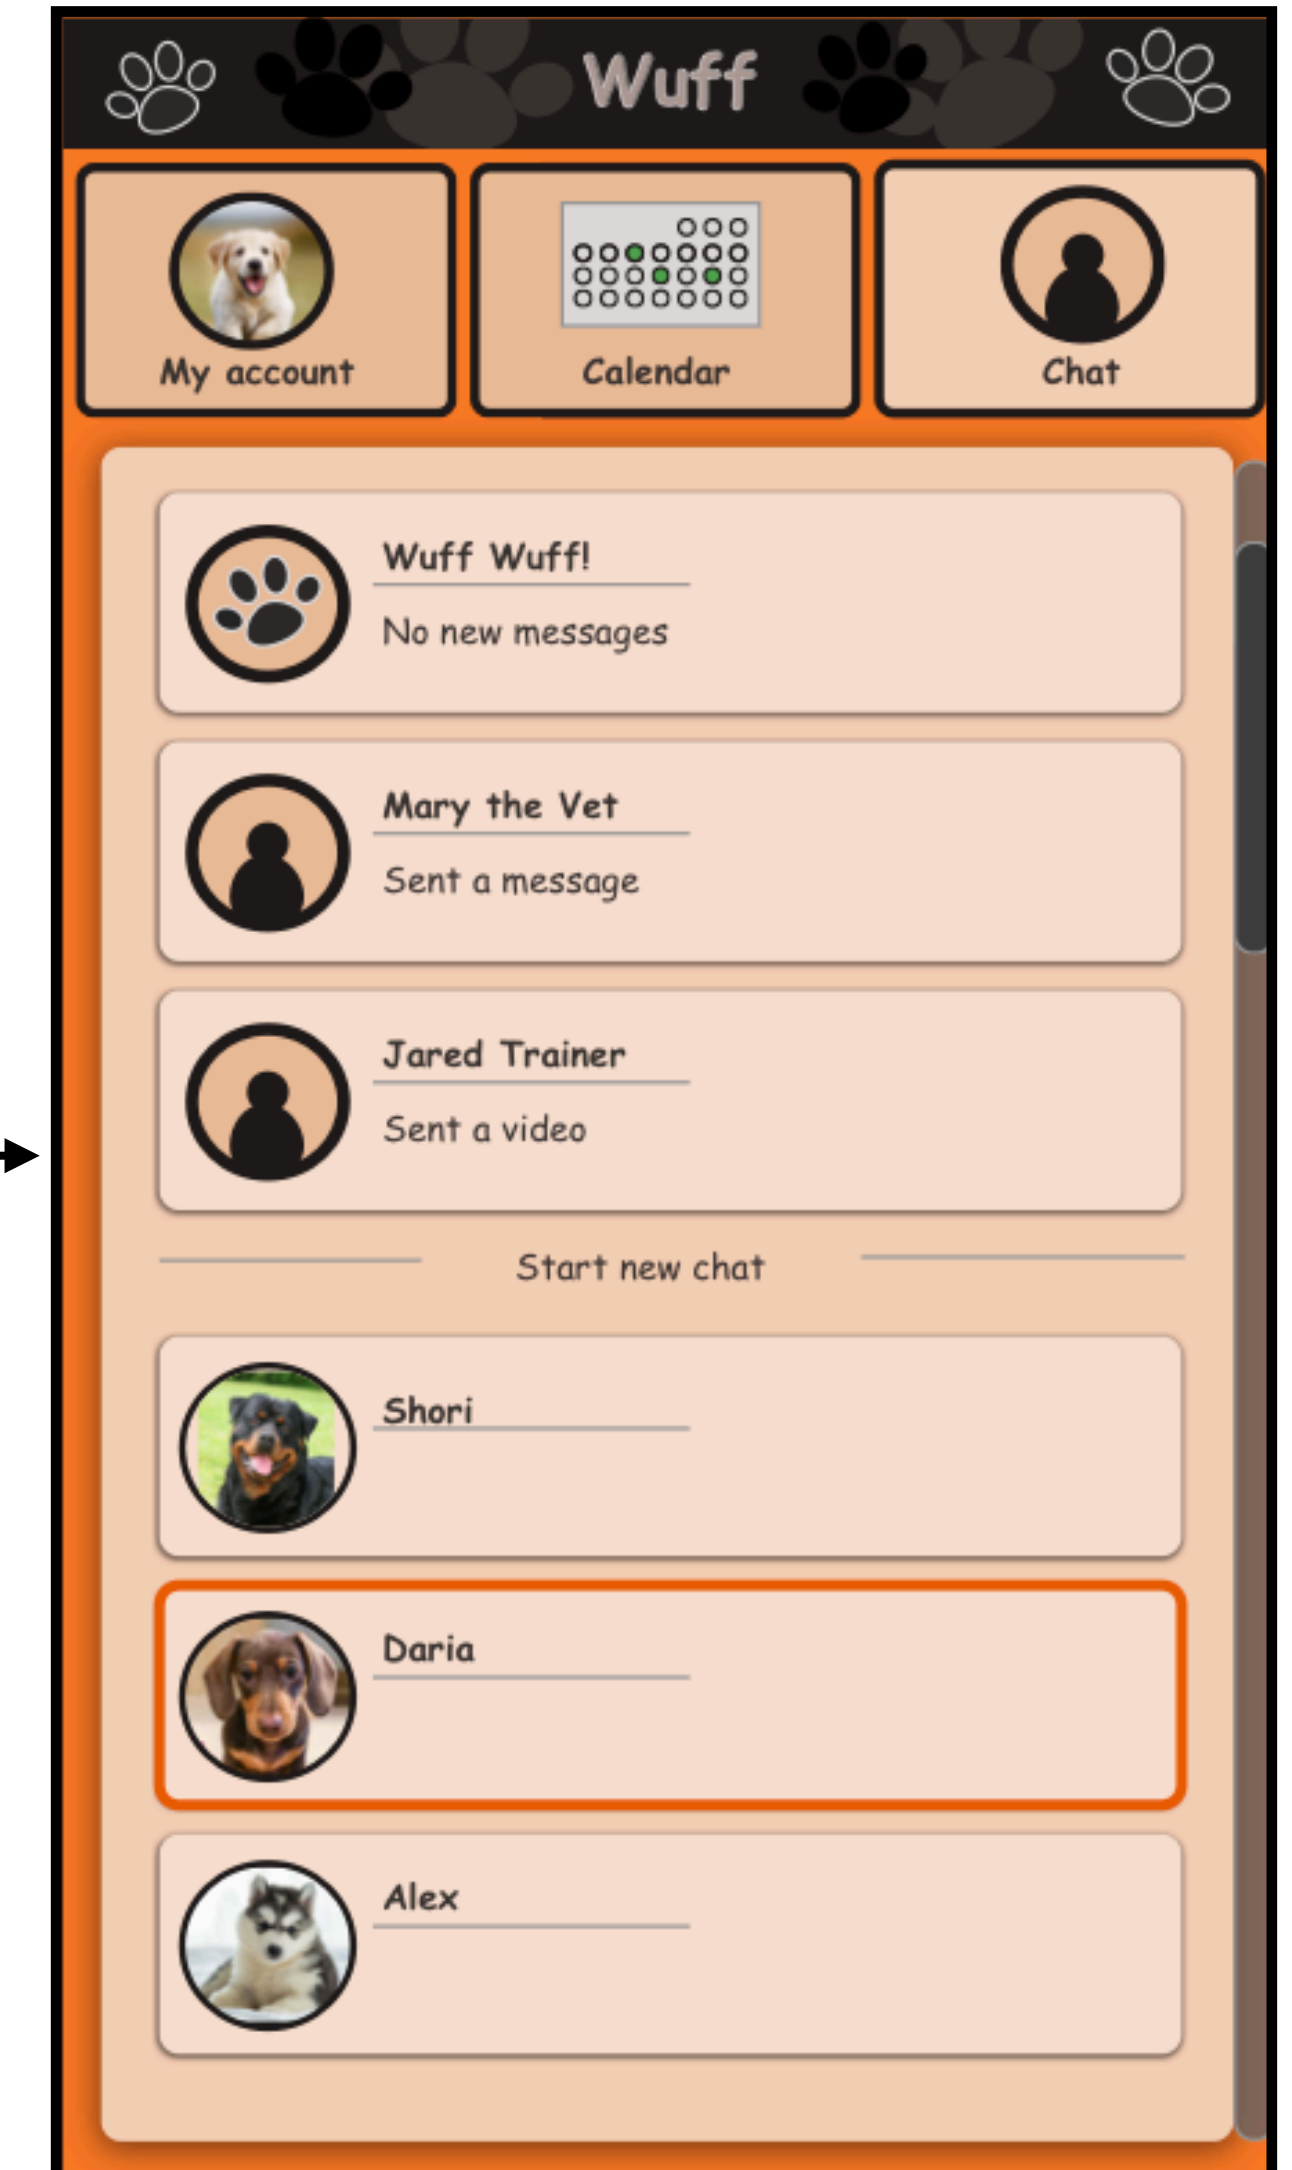 Wuff
My account
Calendar
Chat
Wuff Wuff!
No new messages
Mary the Vet
Sent a message
Jared Trainer
Sent a video
Start new chat
Shori
Daria
Alex